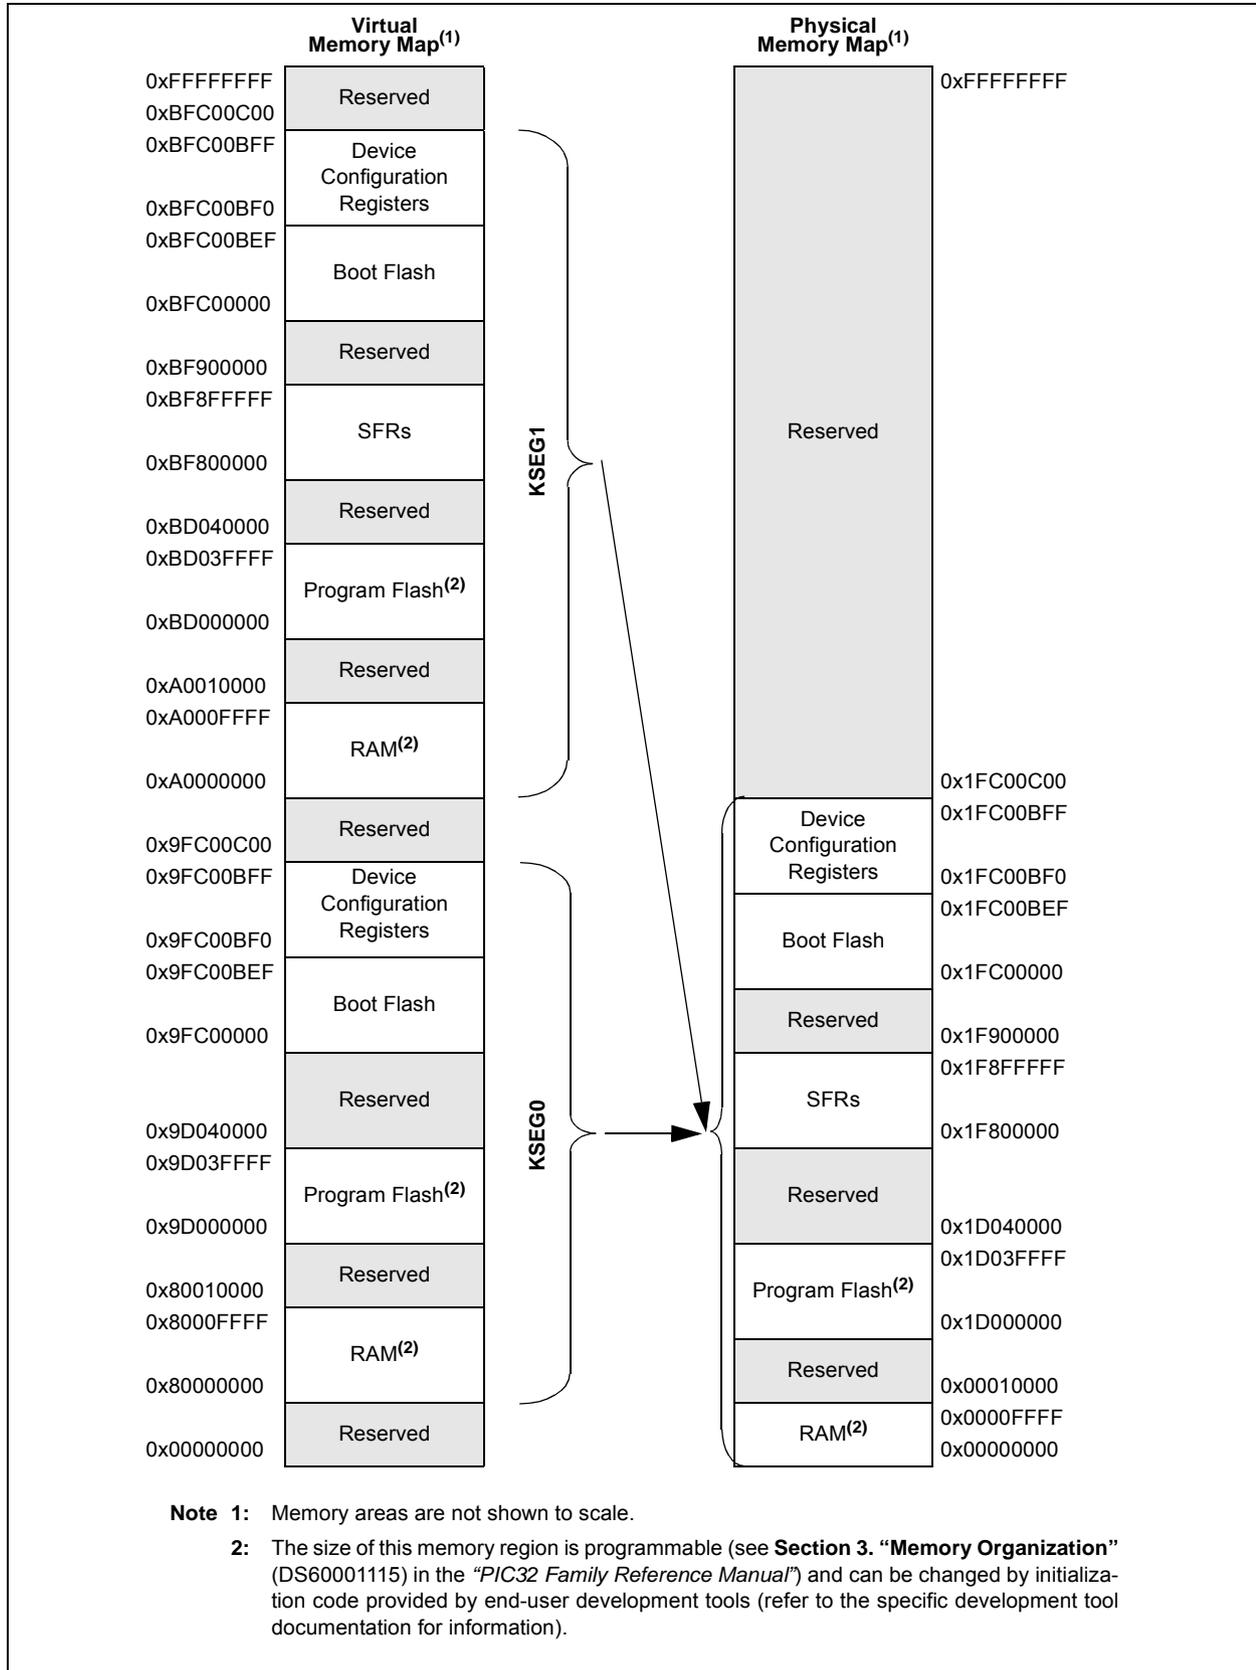 Virtual
Memory Map(1)
0xFFFFFFFF
Reserved
0xBFC00C00
0xBFC00BFF
Device
Configuration
Registers
0xBFC00BF0
0xBFC00BEF
Boot Flash
0xBFC00000
Reserved
0xBF900000
0xBF8FFFFF
SFRs
0xBF800000
Reserved
0xBD040000
0xBD03FFFF
Program Flash(2)
0xBD000000
Reserved
0xA0010000
0xA000FFFF
RAM(2)
0xA0000000
Reserved
0x9FC00C00
0x9FC00BFF
Device
Configuration
Registers
0x9FC00BF0
0x9FC00BEF
Boot Flash
0x9FC00000
Reserved
0x9D040000
0x9D03FFFF
Program Flash(2)
0x9D000000
Reserved
0x80010000
0x8000FFFF
RAM(2)
0x80000000
Reserved
0x00000000
KSEG1
KSEG0
Physical
Memory Map(1)
0xFFFFFFFF
Reserved
0x1FC00C00
Device
Configuration
Registers
0x1FC00BFF
0x1FC00BF0
0x1FC00BEF
Boot Flash
0x1FC00000
Reserved
0x1F900000
0x1F8FFFFF
SFRs
0x1F800000
Reserved
0x1D040000
0x1D03FFFF
Program Flash(2)
0x1D000000
Reserved
0x00010000
0x0000FFFF
RAM(2)
0x00000000
Note 1: Memory areas are not shown to scale.
2: The size of this memory region is programmable (see Section 3. “Memory Organization”
(DS60001115) in the “PIC32 Family Reference Manual”) and can be changed by initializa-
tion code provided by end-user development tools (refer to the specific development tool
documentation for information).